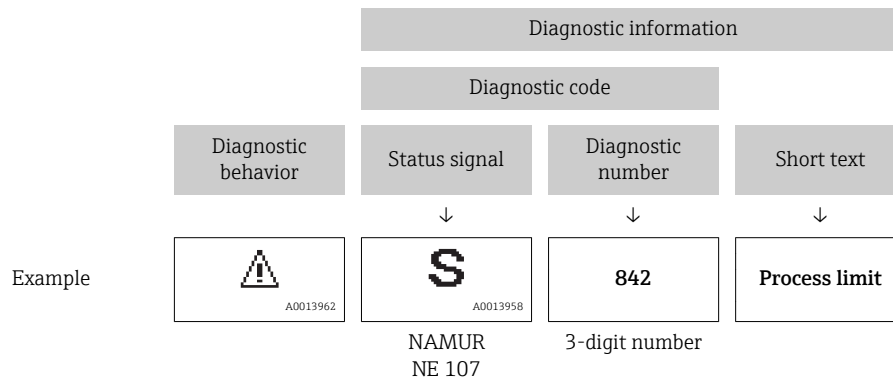 Diagnostic information
Diagnostic code
Diagnostic
behavior
Status signal
Diagnostic
number
Short text
↓
↓
↓
Example
A0013962
S
A0013958
842
Process limit
NAMUR
NE 107
3-digit number